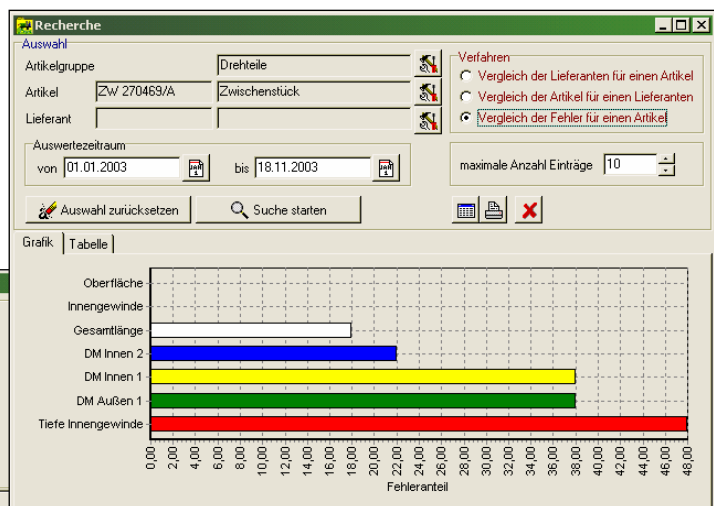 Recherche
Auswahl
Artikelgruppe Drehteile
Artikel ZW 270469/A Zwischenstück
Lieferant
Verfahren
Vergleich der Lieferanten für einen Artikel
Vergleich der Artikel für einen Lieferanten
Vergleich der Fehler für einen Artikel
Auswertezeitraum
von 01.01.2003 bis 18.11.2003
maximale Anzahl Einträge 10
Auswahl zurücksetzen Suche starten
Grafik Tabelle
Oberfläche
Innengewinde
Gesamtlänge
DM Innen 2
DM Innen 1
DM Außen 1
Tiefe Innengewinde
0,00 2,00 4,00 6,00 8,00 10,00 12,00 14,00 16,00 18,00 20,00 22,00 24,00 26,00 28,00 30,00 32,00 34,00 36,00 38,00 40,00 42,00 44,00 46,00 48,00
Fehleranteil